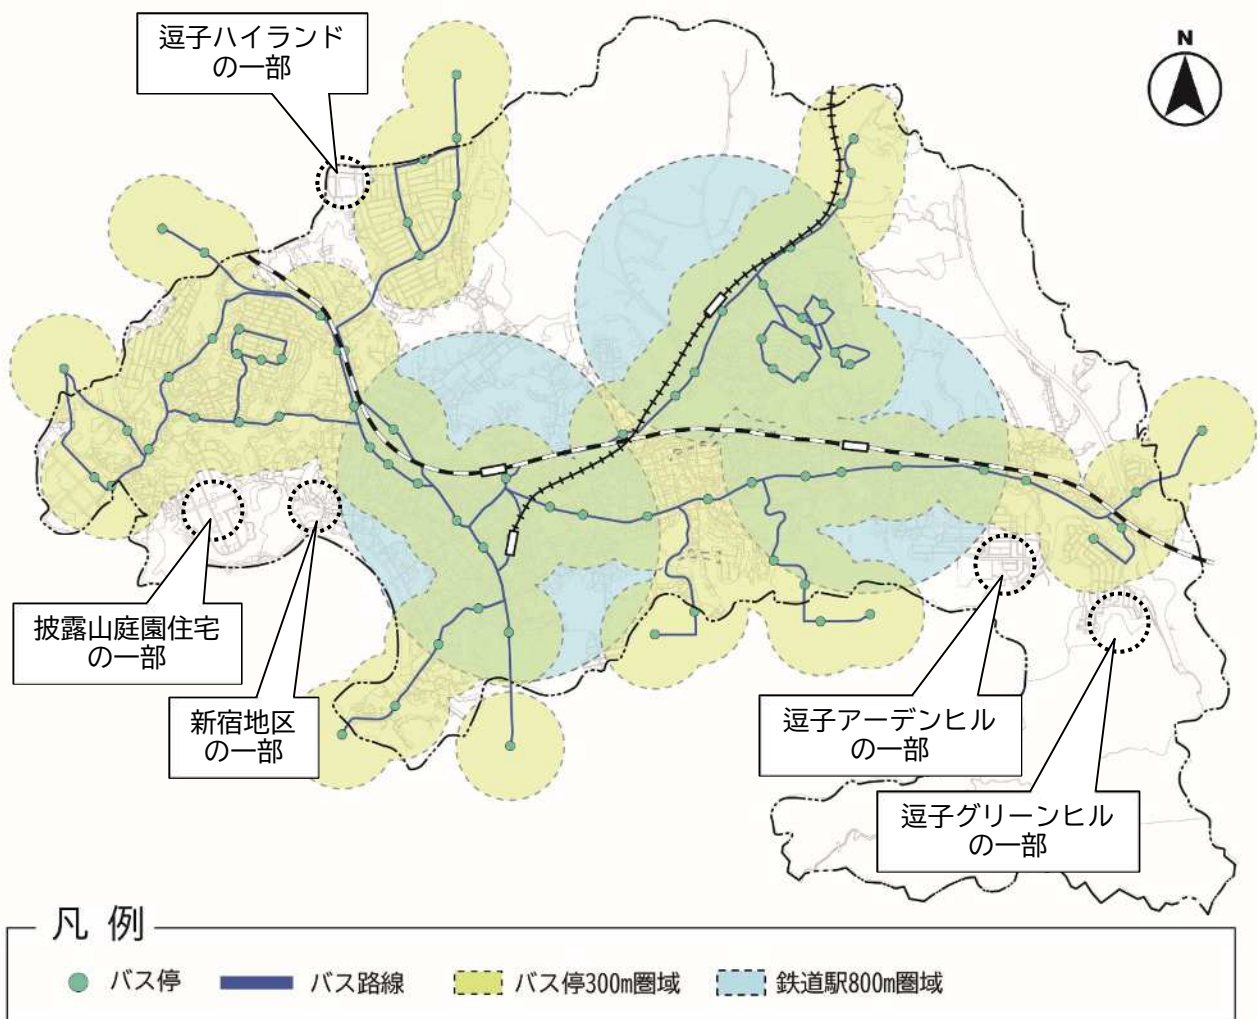 逗子ハイランド
の一部
N
披露山庭園住宅
の一部
新宿地区
の一部
逗子アーデンヒル
の一部
逗子グリーンヒル
の一部
凡例
バス停
バス路線
バス停300m圏域
鉄道駅800m圏域